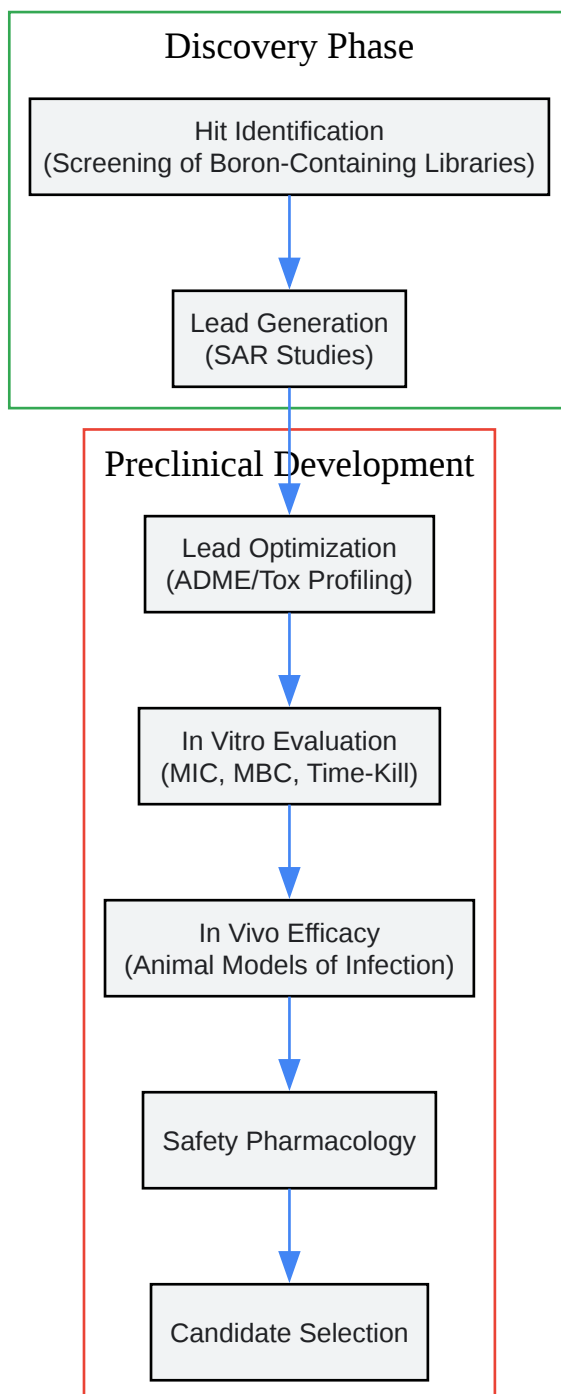 Discovery Phase
Hit Identification
(Screening of Boron-Containing Libraries)
Lead Generation
(SAR Studies)
Preclinical Development
Lead Optimization
(ADME/Tox Profiling)
In Vitro Evaluation
(MIC, MBC, Time-Kill)
In Vivo Efficacy
(Animal Models of Infection)
Safety Pharmacology
Candidate Selection